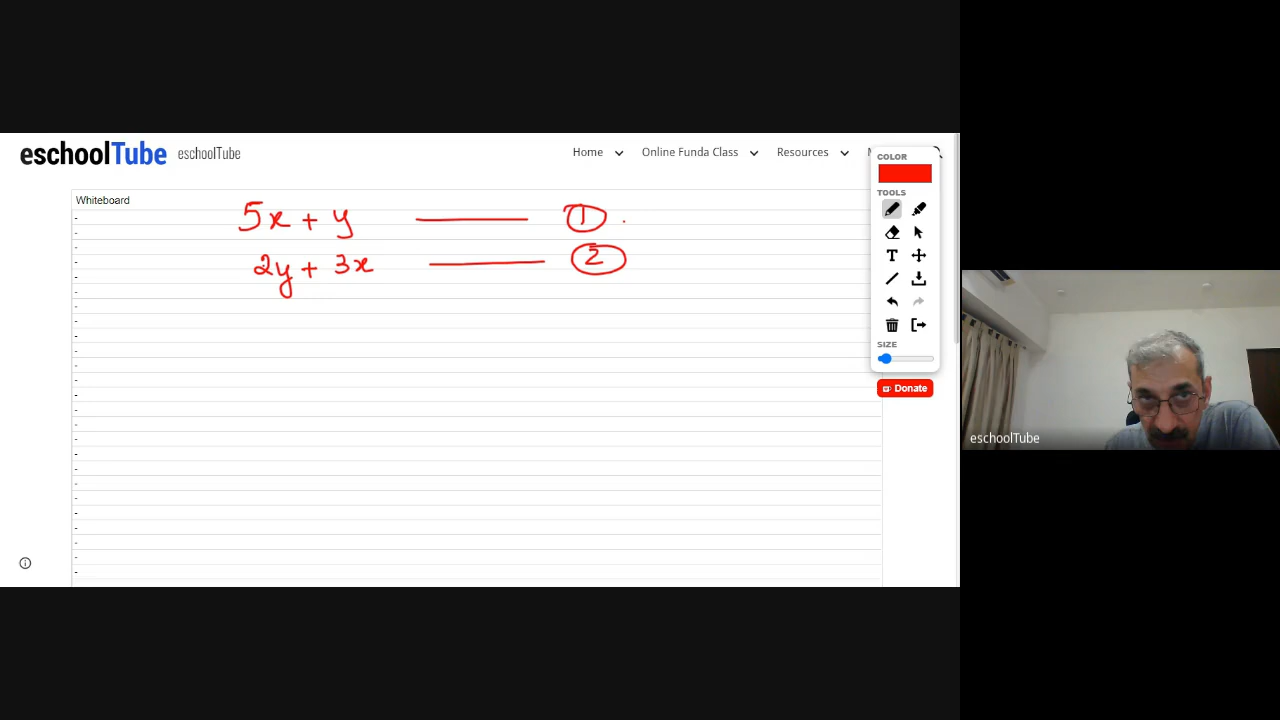 eschoolTube eschoolTube Home Online Funda Class Resources
COLOR
TOOLS
T
SIZE
Donate
Whiteboard
5x + y ——— ①
2y + 3x ——— ②
eschoolTube